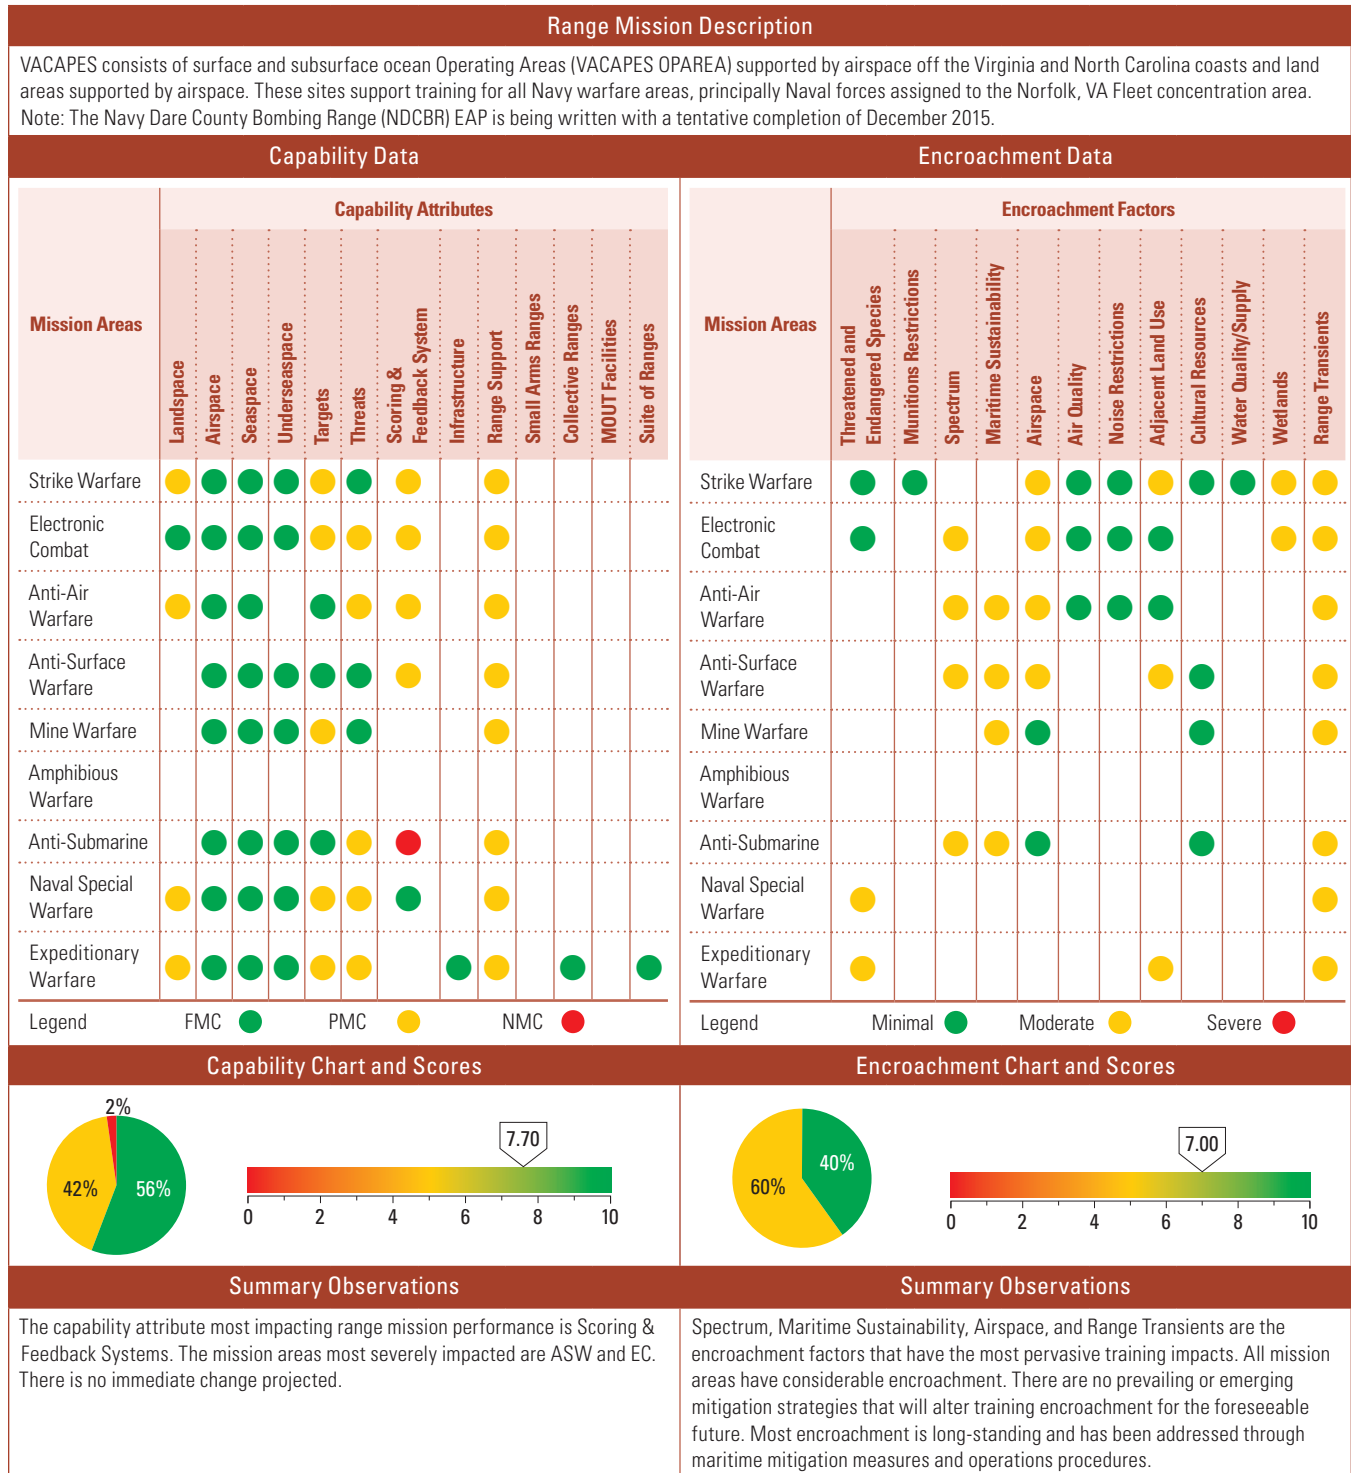 Range Mission Description
VACAPES consists of surface and subsurface ocean Operating Areas (VACAPES OPAREA) supported by airspace off the Virginia and North Carolina coasts and land
areas supported by airspace. These sites support training for all Navy warfare areas, principally Naval forces assigned to the Norfolk, VA Fleet concentration area.
Note: The Navy Dare County Bombing Range (NDCBR) EAP is being written with a tentative completion of December 2015.
Capability Data
Mission Areas
Capability Attributes
Landspace
Airspace
Seaspace
Underseaspace
Targets
Threats
Scoring &
Feedback System
Infrastructure
Range Support
Small Arms Ranges
Collective Ranges
MOUT Facilities
Suite of Ranges
Strike Warfare
Electronic
Combat
Anti-Air
Warfare
Anti-Surface
Warfare
Mine Warfare
Amphibious
Warfare
Anti-Submarine
Naval Special
Warfare
Expeditionary
Warfare
Legend FMC PMC NMC
Encroachment Data
Mission Areas
Encroachment Factors
Threatened and
Endangered Species
Munitions Restrictions
Spectrum
Maritime Sustainability
Airspace
Air Quality
Noise Restrictions
Adjacent Land Use
Cultural Resources
Water Quality/Supply
Wetlands
Range Transients
Strike Warfare
Electronic
Combat
Anti-Air
Warfare
Anti-Surface
Warfare
Mine Warfare
Amphibious
Warfare
Anti-Submarine
Naval Special
Warfare
Expeditionary
Warfare
Legend Minimal Moderate Severe
Capability Chart and Scores
2%
42%
56%
7.70
0 2 4 6 8 10
Encroachment Chart and Scores
40%
60%
7.00
0 2 4 6 8 10
Summary Observations
The capability attribute most impacting range mission performance is Scoring &
Feedback Systems. The mission areas most severely impacted are ASW and EC.
There is no immediate change projected.
Summary Observations
Spectrum, Maritime Sustainability, Airspace, and Range Transients are the
encroachment factors that have the most pervasive training impacts. All mission
areas have considerable encroachment. There are no prevailing or emerging
mitigation strategies that will alter training encroachment for the foreseeable
future. Most encroachment is long-standing and has been addressed through
maritime mitigation measures and operations procedures.